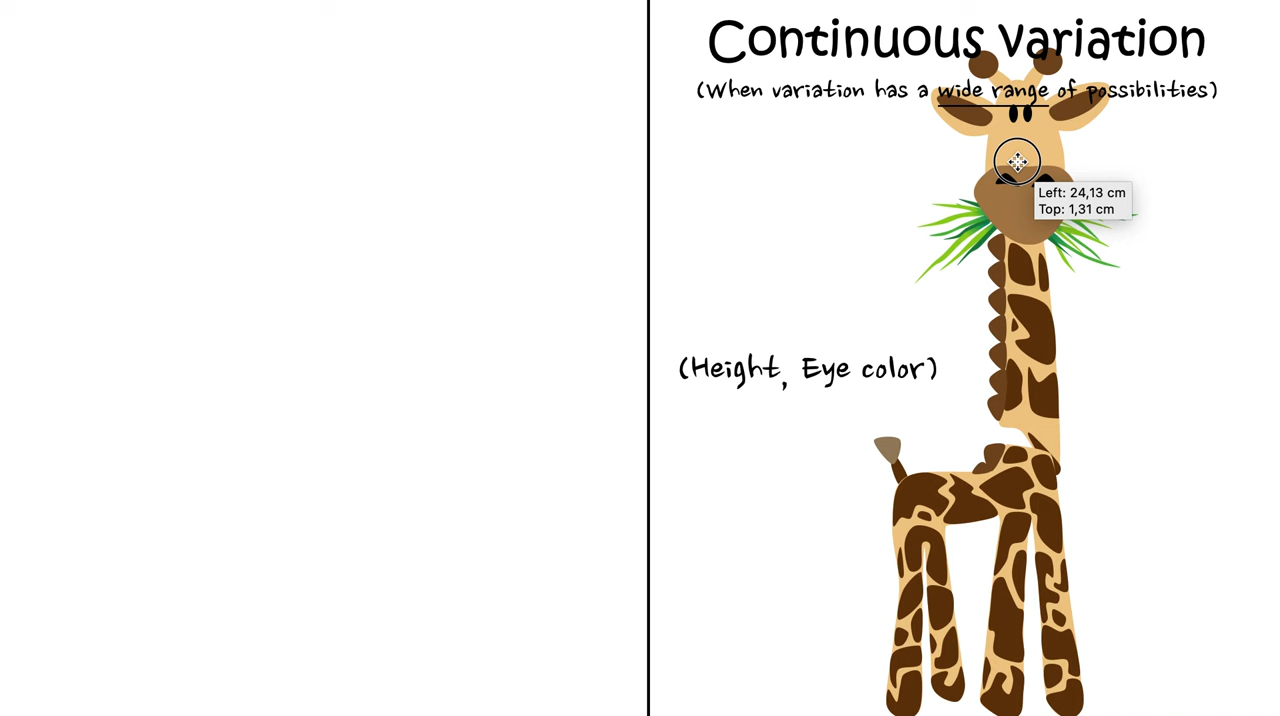 Continuous variation
(When variation has a wide range of possibilities)
Left: 24,13 cm
Top: 1,31 cm
(Height, Eye color)